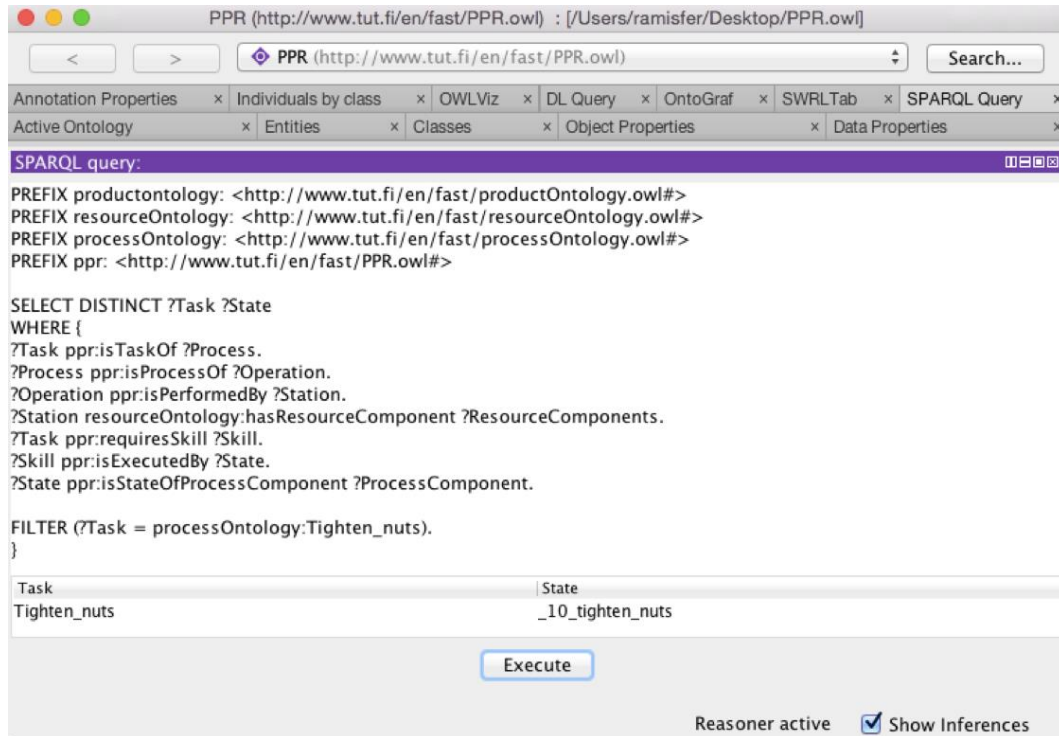 PPR (http://www.tut.fi/en/fast/PPR.owl) : [/Users/ramisfer/Desktop/PPR.owl]
< > PPR (http://www.tut.fi/en/fast/PPR.owl) Search...
Annotation Properties × Individuals by class × OWLViz × DL Query × OntoGraf × SWRLTab × SPARQL Query ×
Active Ontology × Entities × Classes × Object Properties × Data Properties ×
SPARQL query:
PREFIX productontology: <http://www.tut.fi/en/fast/productOntology.owl#>
PREFIX resourceOntology: <http://www.tut.fi/en/fast/resourceOntology.owl#>
PREFIX processOntology: <http://www.tut.fi/en/fast/processOntology.owl#>
PREFIX ppr: <http://www.tut.fi/en/fast/PPR.owl#>
SELECT DISTINCT ?Task ?State
WHERE {
?Task ppr:isTaskOf ?Process.
?Process ppr:isProcessOf ?Operation.
?Operation ppr:isPerformedBy ?Station.
?Station resourceOntology:hasResourceComponent ?ResourceComponents.
?Task ppr:requiresSkill ?Skill.
?Skill ppr:isExecutedBy ?State.
?State ppr:isStateOfProcessComponent ?ProcessComponent.
FILTER (?Task = processOntology:Tighten_nuts).
}
Task State
Tighten_nuts _10_tighten_nuts
Execute
Reasoner active Show Inferences